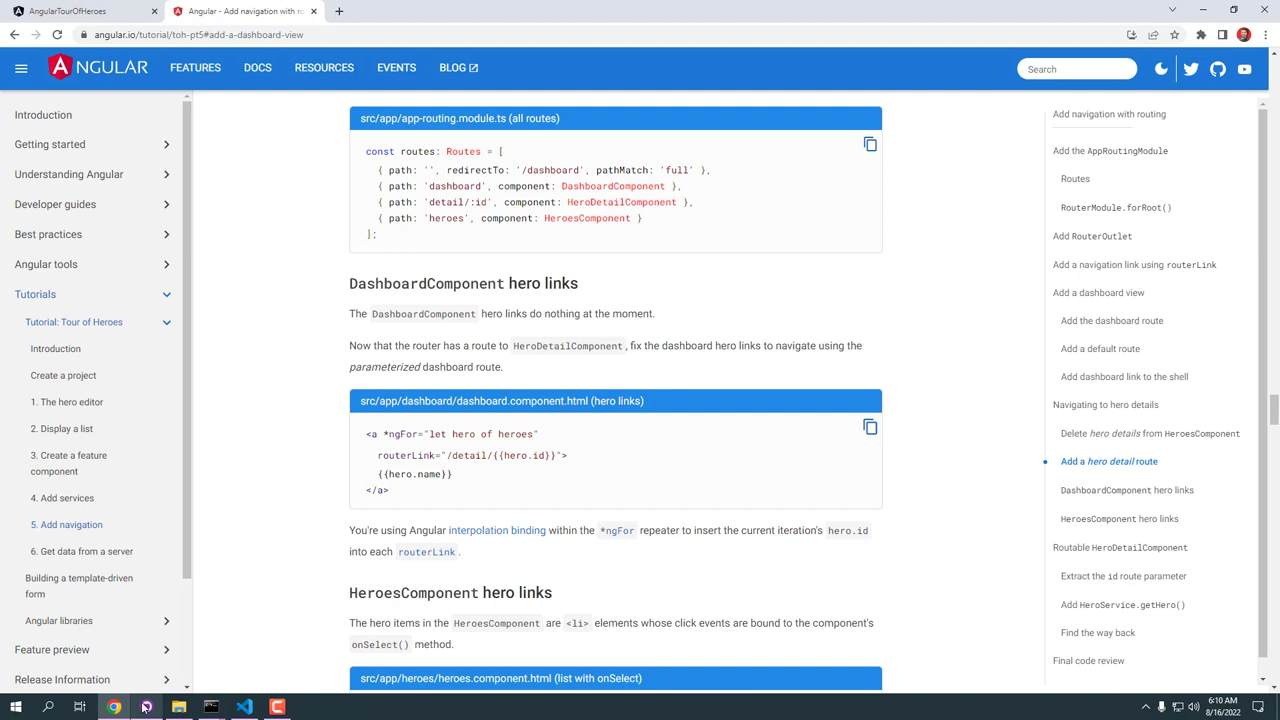 AngularTourOfHeroes
Angular - Add navigation with ro
angular.io/tutorial/toh-pt5#add-a-dashboard-view
ANGULAR
FEATURES
DOCS
RESOURCES
EVENTS
BLOG
Search
Introduction
Getting started
Understanding Angular
Developer guides
Best practices
Angular tools
Tutorials
Tutorial: Tour of Heroes
Introduction
Create a project
1. The hero editor
2. Display a list
3. Create a feature
component
4. Add services
5. Add navigation
6. Get data from a server
Building a template-driven
form
Angular libraries
Feature preview
Release Information
src/app/app-routing.module.ts (all routes)
const routes: Routes = [
{ path: '', redirectTo: '/dashboard', pathMatch: 'full' },
{ path: 'dashboard', component: DashboardComponent },
{ path: 'detail/:id', component: HeroDetailComponent },
{ path: 'heroes', component: HeroesComponent }
];
DashboardComponent hero links
The DashboardComponent hero links do nothing at the moment.
Now that the router has a route to HeroDetailComponent, fix the dashboard hero links to navigate using the
parameterized dashboard route.
src/app/dashboard/dashboard.component.html (hero links)
<a *ngFor="let hero of heroes"
routerLink="/detail/{{hero.id}}">
{{hero.name}}
</a>
You're using Angular interpolation binding within the *ngFor repeater to insert the current iteration's hero.id
into each routerLink.
HeroesComponent hero links
The hero items in the HeroesComponent are <li> elements whose click events are bound to the component's
onSelect() method.
src/app/heroes/heroes.component.html (list with onSelect)
Add navigation with routing
Add the AppRoutingModule
Routes
RouterModule.forRoot()
Add RouterOutlet
Add a navigation link using routerLink
Add a dashboard view
Add the dashboard route
Add a default route
Add dashboard link to the shell
Navigating to hero details
Delete hero details from HeroesComponent
Add a hero detail route
DashboardComponent hero links
HeroesComponent hero links
Routable HeroDetailComponent
Extract the id route parameter
Add HeroService.getHero()
Find the way back
Final code review
6:10 AM
8/16/2022